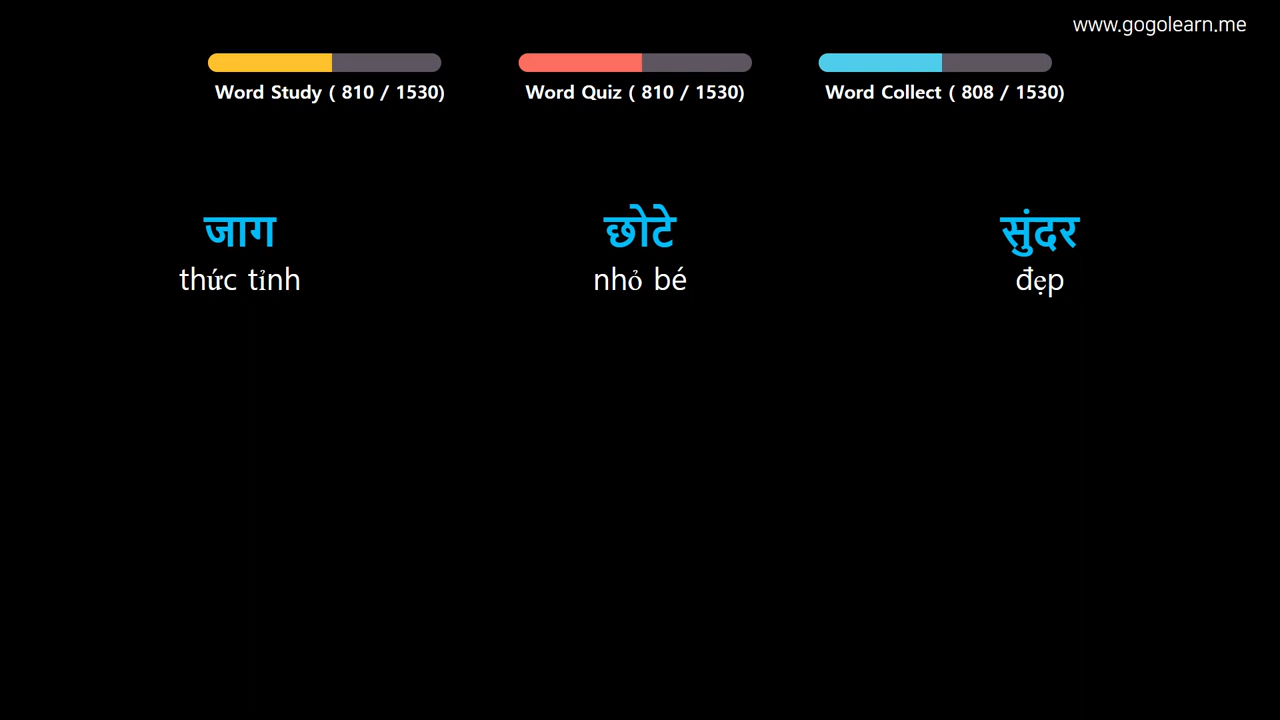 www.gogolearn.me
Word Study ( 810 / 1530)
Word Quiz ( 810 / 1530)
Word Collect ( 808 / 1530)
जाग
thức tỉnh
छोटे
nhỏ bé
सुंदर
đẹp